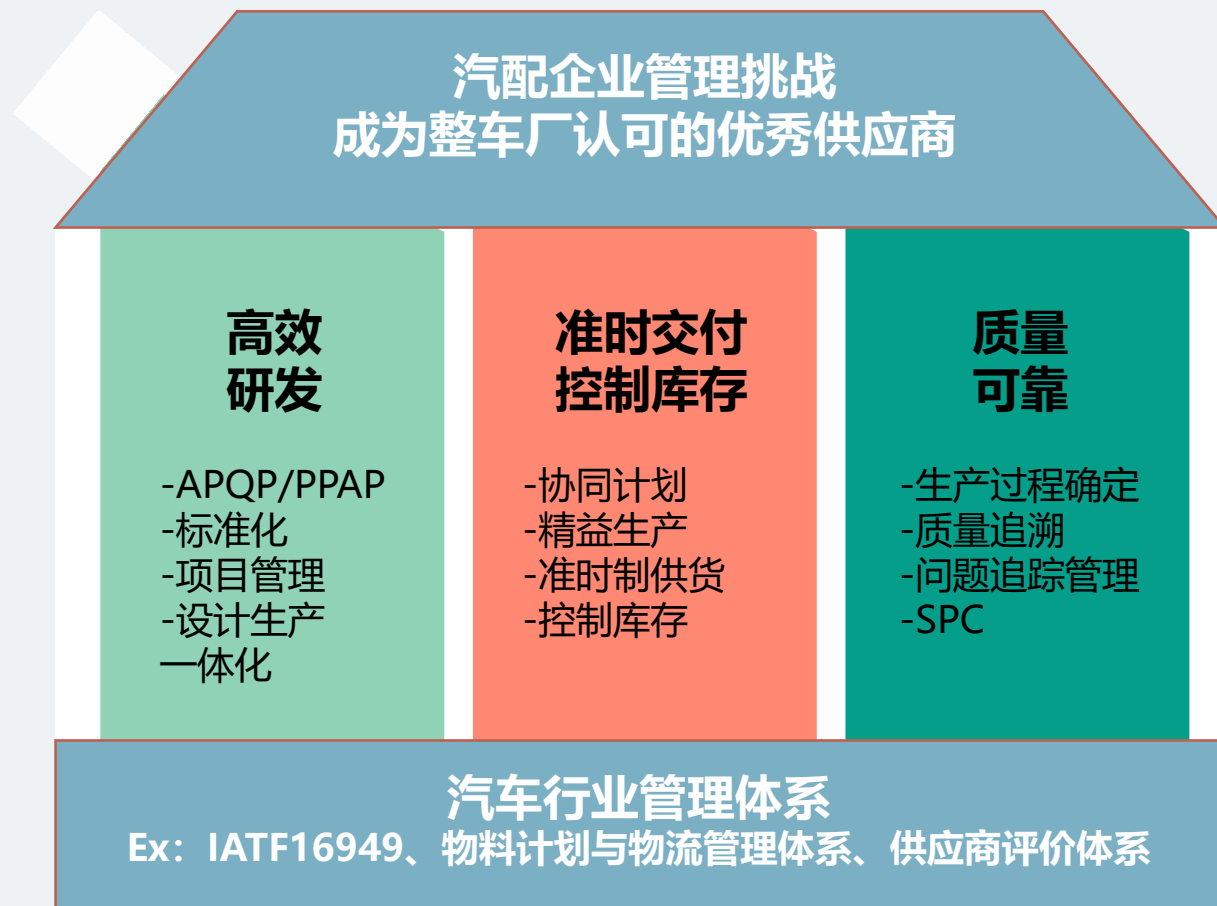 汽配企业管理挑战
成为整车厂认可的优秀供应商
高效
研发
-APQP/PPAP
-标准化
-项目管理
-设计生产
一体化
准时交付
控制库存
-协同计划
-精益生产
-准时制供货
-控制库存
质量
可靠
-生产过程确定
-质量追溯
-问题追踪管理
-SPC
汽车行业管理体系
Ex：IATF16949、物料计划与物流管理体系、供应商评价体系